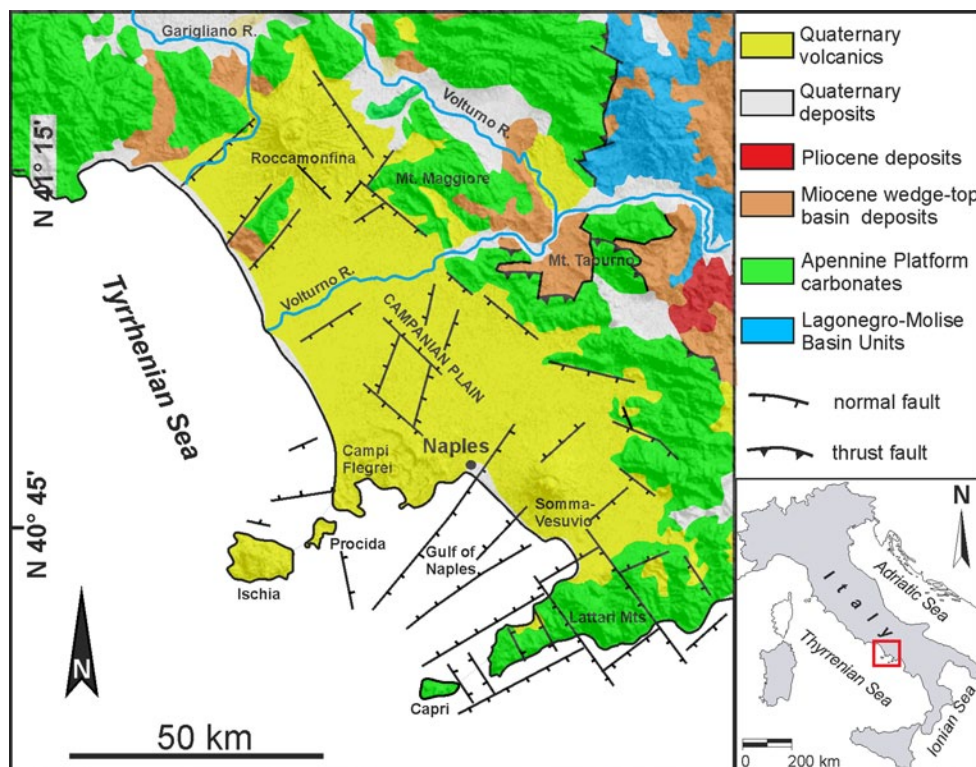 Garigliano R.
Volturno R.
N 41° 15'
Roccamonfina
Mt. Maggiore
Mt. Taburno
Volturno R.
Tyrrhenian Sea
CAMPANIAN PLAIN
Naples
Campi
Flegrei
N 40° 45'
Somma-
Vesuvio
Procida
Gulf of
Naples
Ischia
Lattari Mts
N
Capri
50 km
Quaternary
volcanics
Quaternary
deposits
Pliocene deposits
Miocene wedge-top
basin deposits
Apennine Platform
carbonates
Lagonegro-Molise
Basin Units
normal fault
thrust fault
N
Adriatic Sea
Italy
Thyrrenian Sea
Ionian Sea
0 200 km